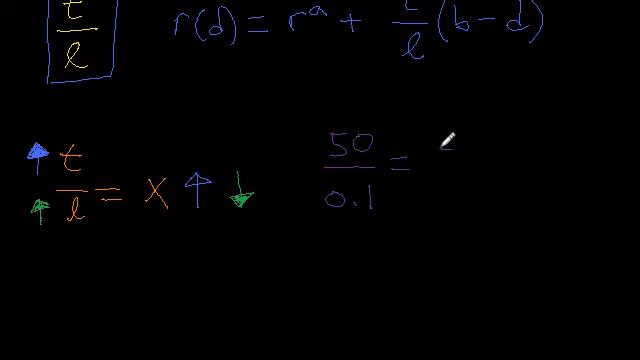 t/l
r(d) = r^a + t/l (b - d)
↑ t / ↑ l = x ↑ ↓
50/0.1 =